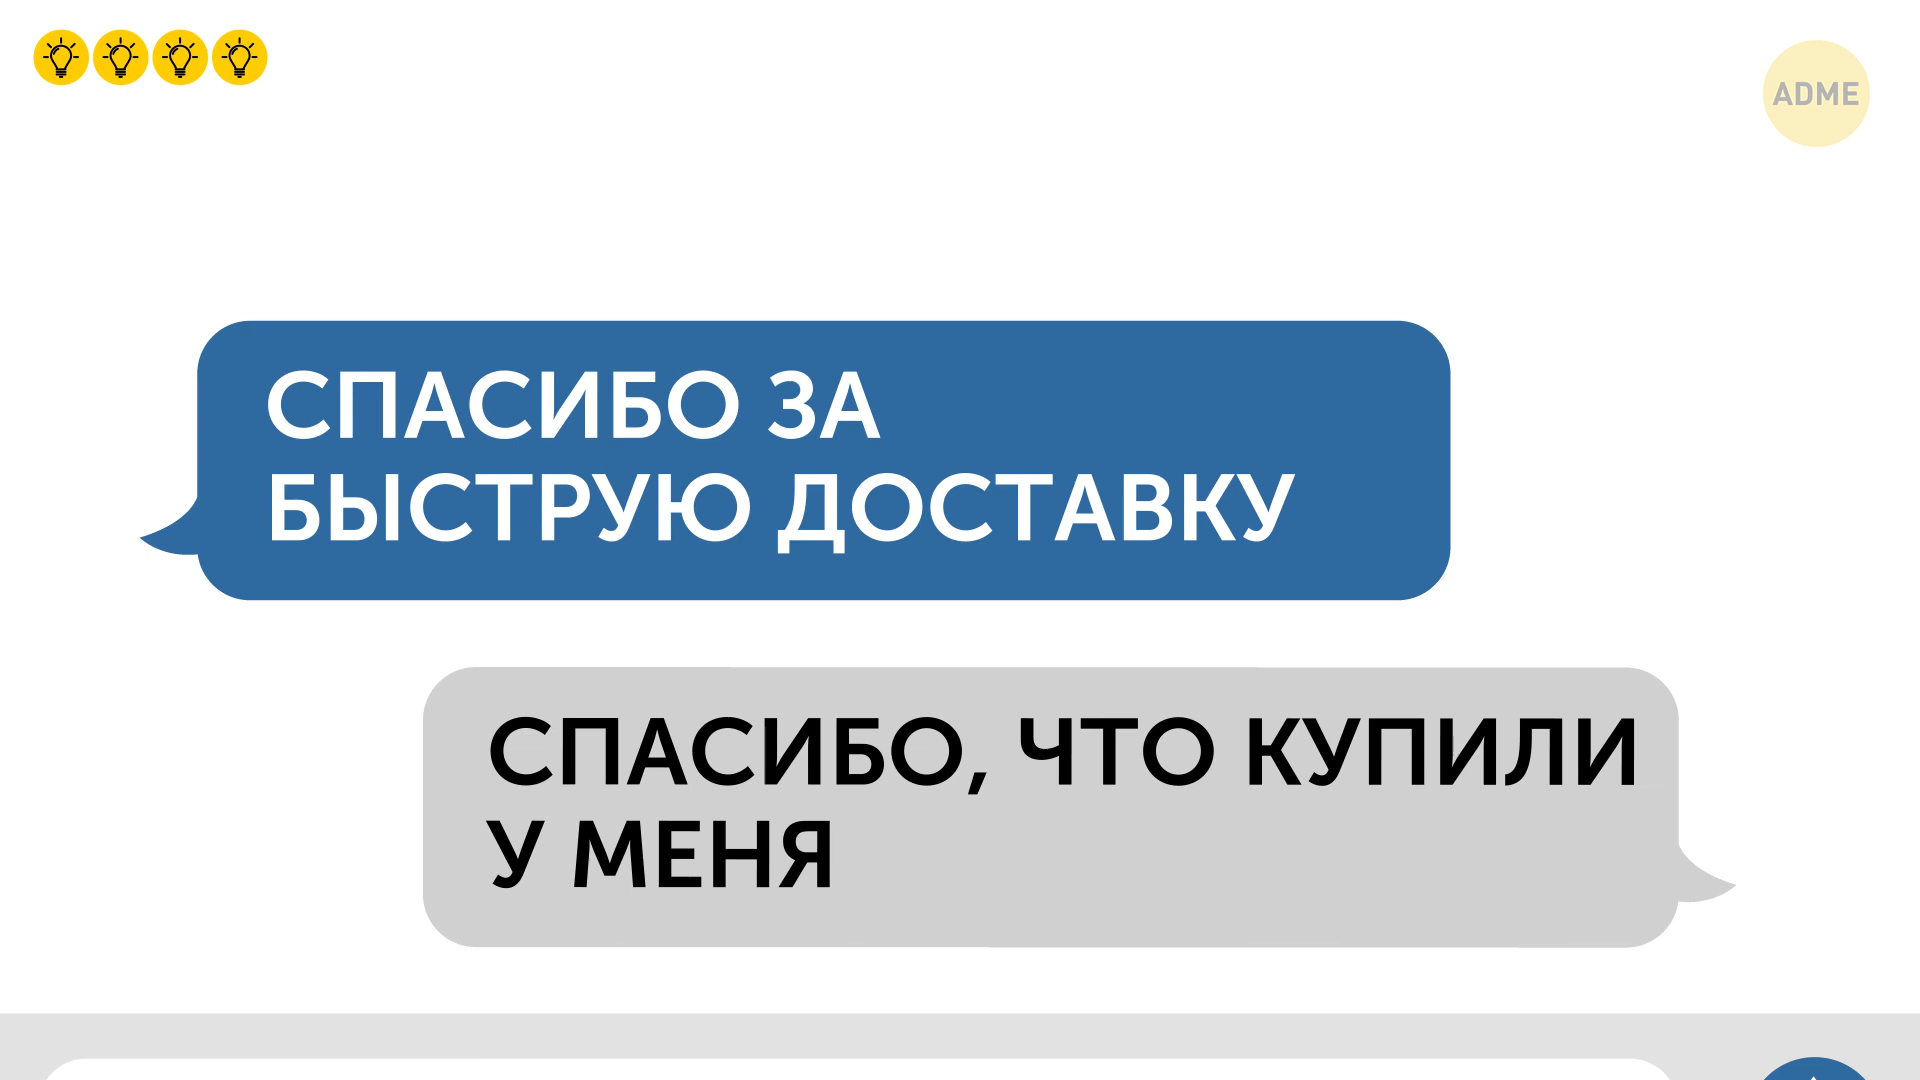 ADME
СПАСИБО ЗА
БЫСТРУЮ ДОСТАВКУ
СПАСИБО, ЧТО КУПИЛИ
У МЕНЯ